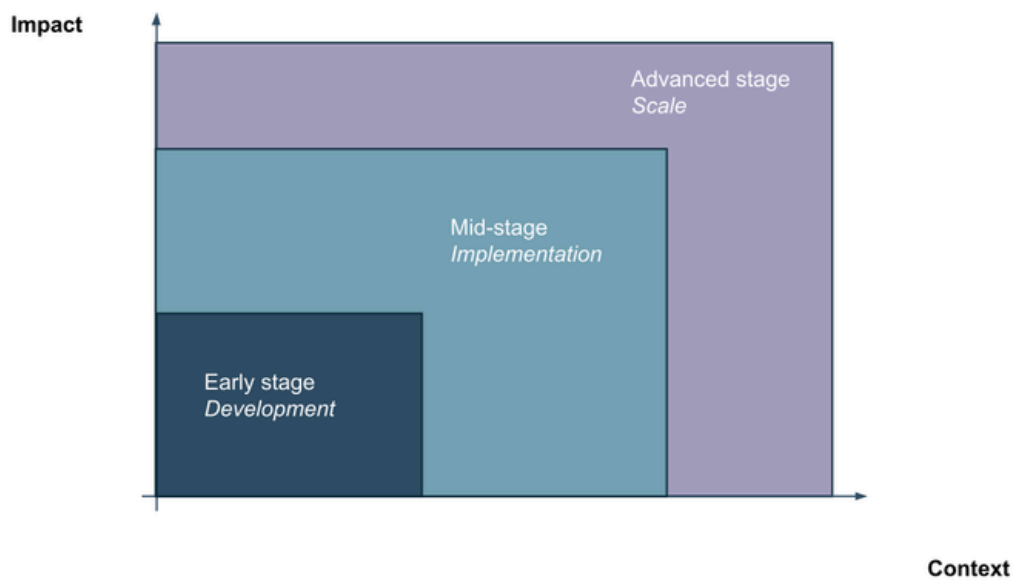 Impact
Advanced stage
Scale
Mid-stage
Implementation
Early stage
Development
Context